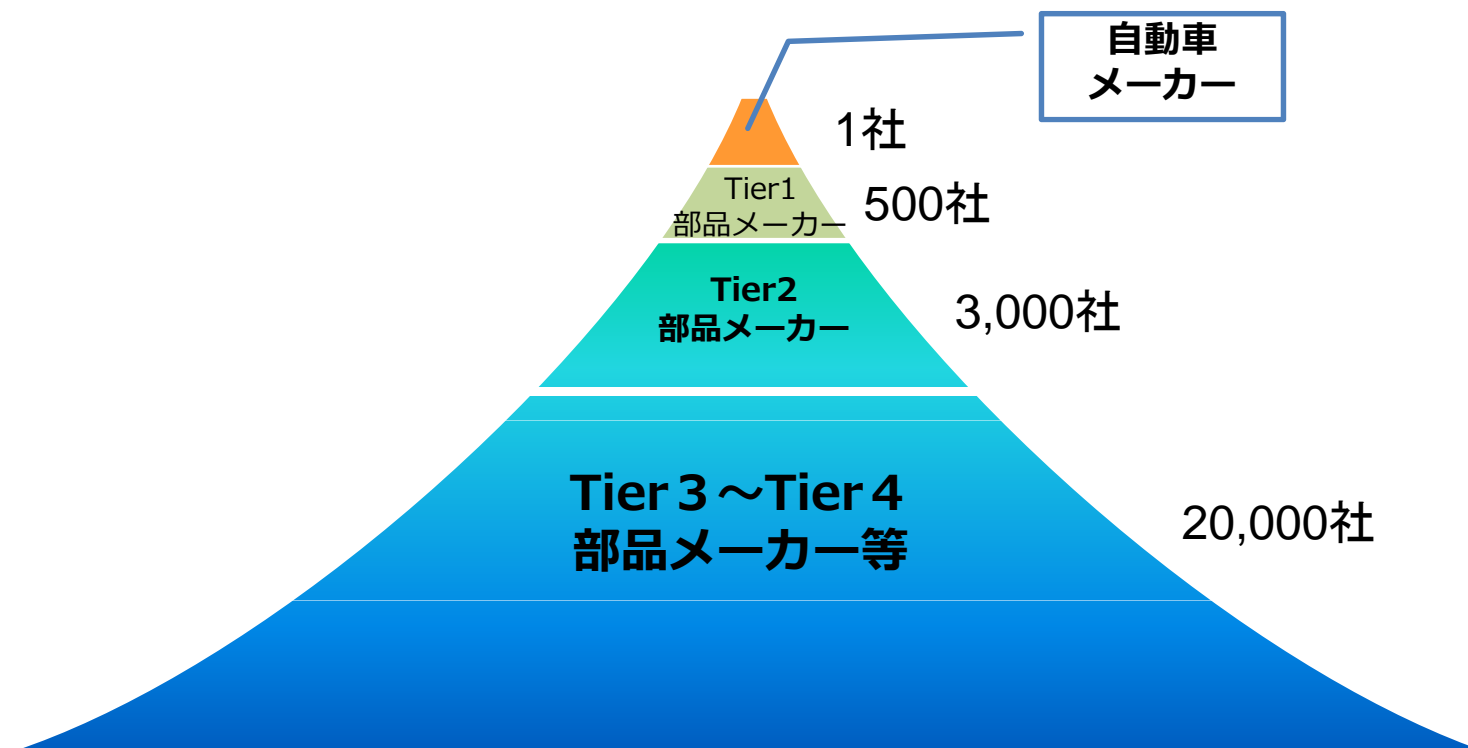 自動車
メーカー
1社
Tier1
部品メーカー
500社
Tier2
部品メーカー
3,000社
Tier３～Tier４
部品メーカー等
20,000社